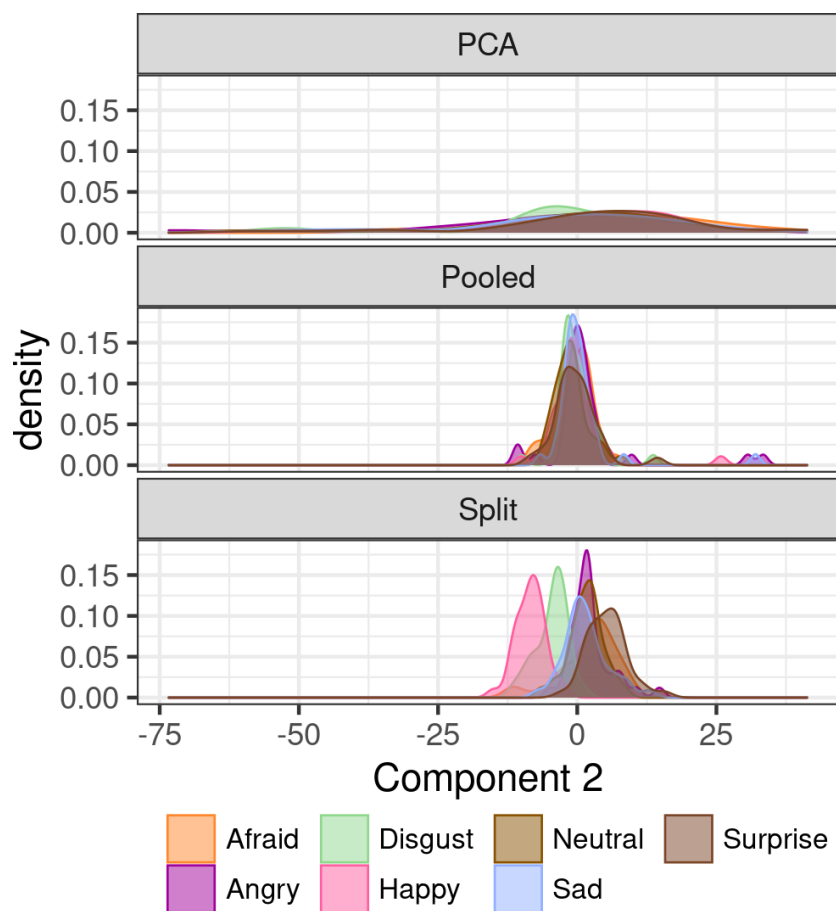 PCA
0.15
0.10
0.05
0.00
Pooled
0.15
0.10
0.05
0.00
density
Split
0.15
0.10
0.05
0.00
-75 -50 -25 0 25
Component 2
Afraid Disgust Neutral Surprise
Angry Happy Sad